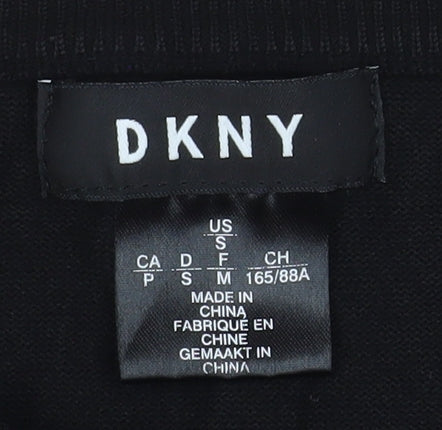 DKNY
US
S
CA D F CH
P S M 165/88A
MADE IN
CHINA
FABRIQUÉ EN
CHINE
GEMAAKT IN
CHINA